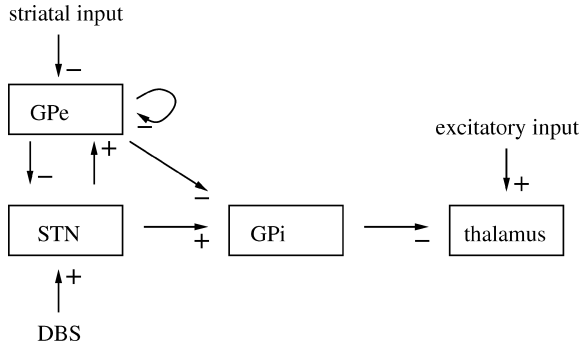 striatal input
−
GPe
−
excitatory input
−
+
−
+
STN
+
GPi
−
thalamus
+
DBS